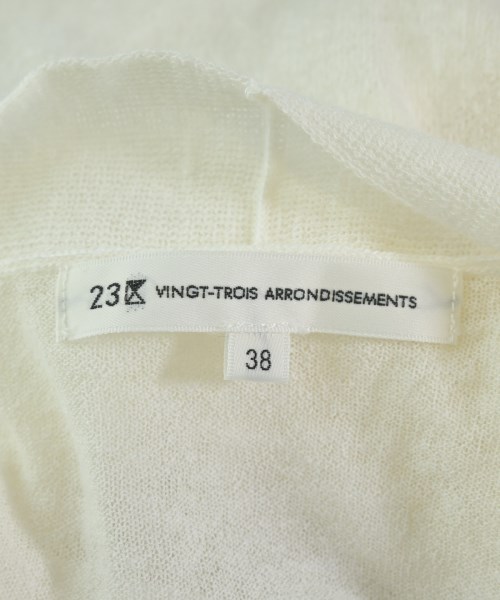 23区 VINGT-TROIS ARRONDISSEMENTS
38